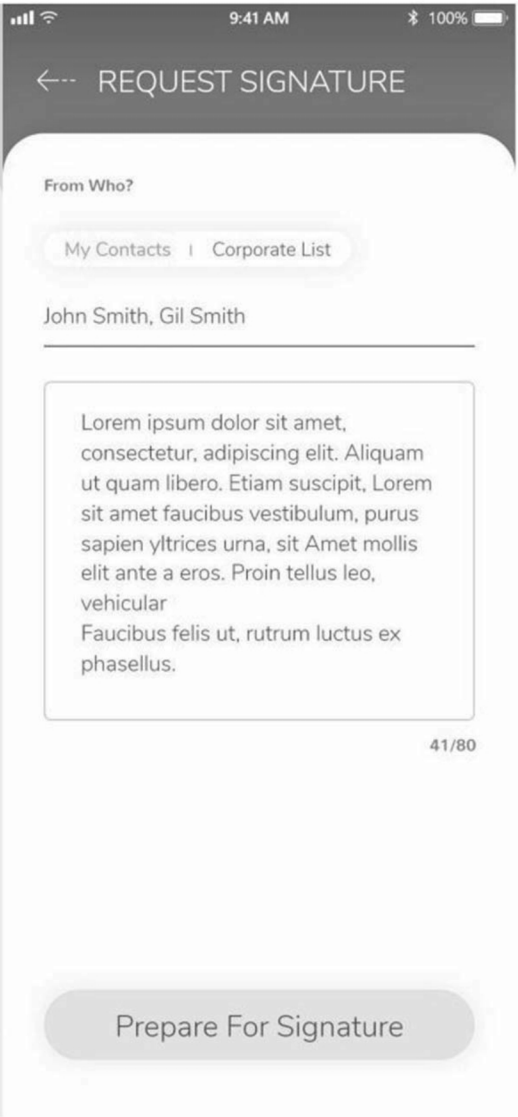 9:41 AM
100%
REQUEST SIGNATURE
From Who?
My Contacts | Corporate List
John Smith, Gil Smith
Lorem ipsum dolor sit amet,
consectetur, adipiscing elit. Aliquam
ut quam libero. Etiam suscipit, Lorem
sit amet faucibus vestibulum, purus
sapien yltrices urna, sit Amet mollis
elit ante a eros. Proin tellus leo,
vehicular
Faucibus felis ut, rutrum luctus ex
phasellus.
41/80
Prepare For Signature